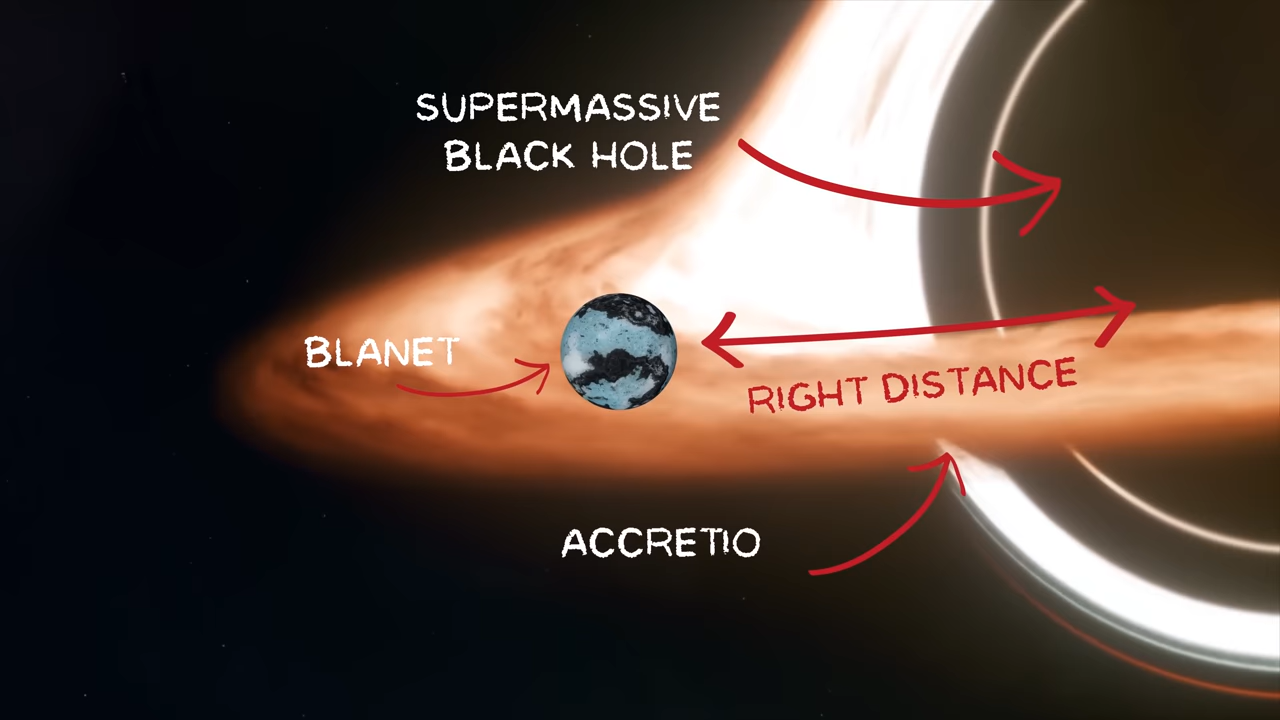 SUPERMASSIVE
BLACK HOLE
BLANET
RIGHT DISTANCE
ACCRETIO